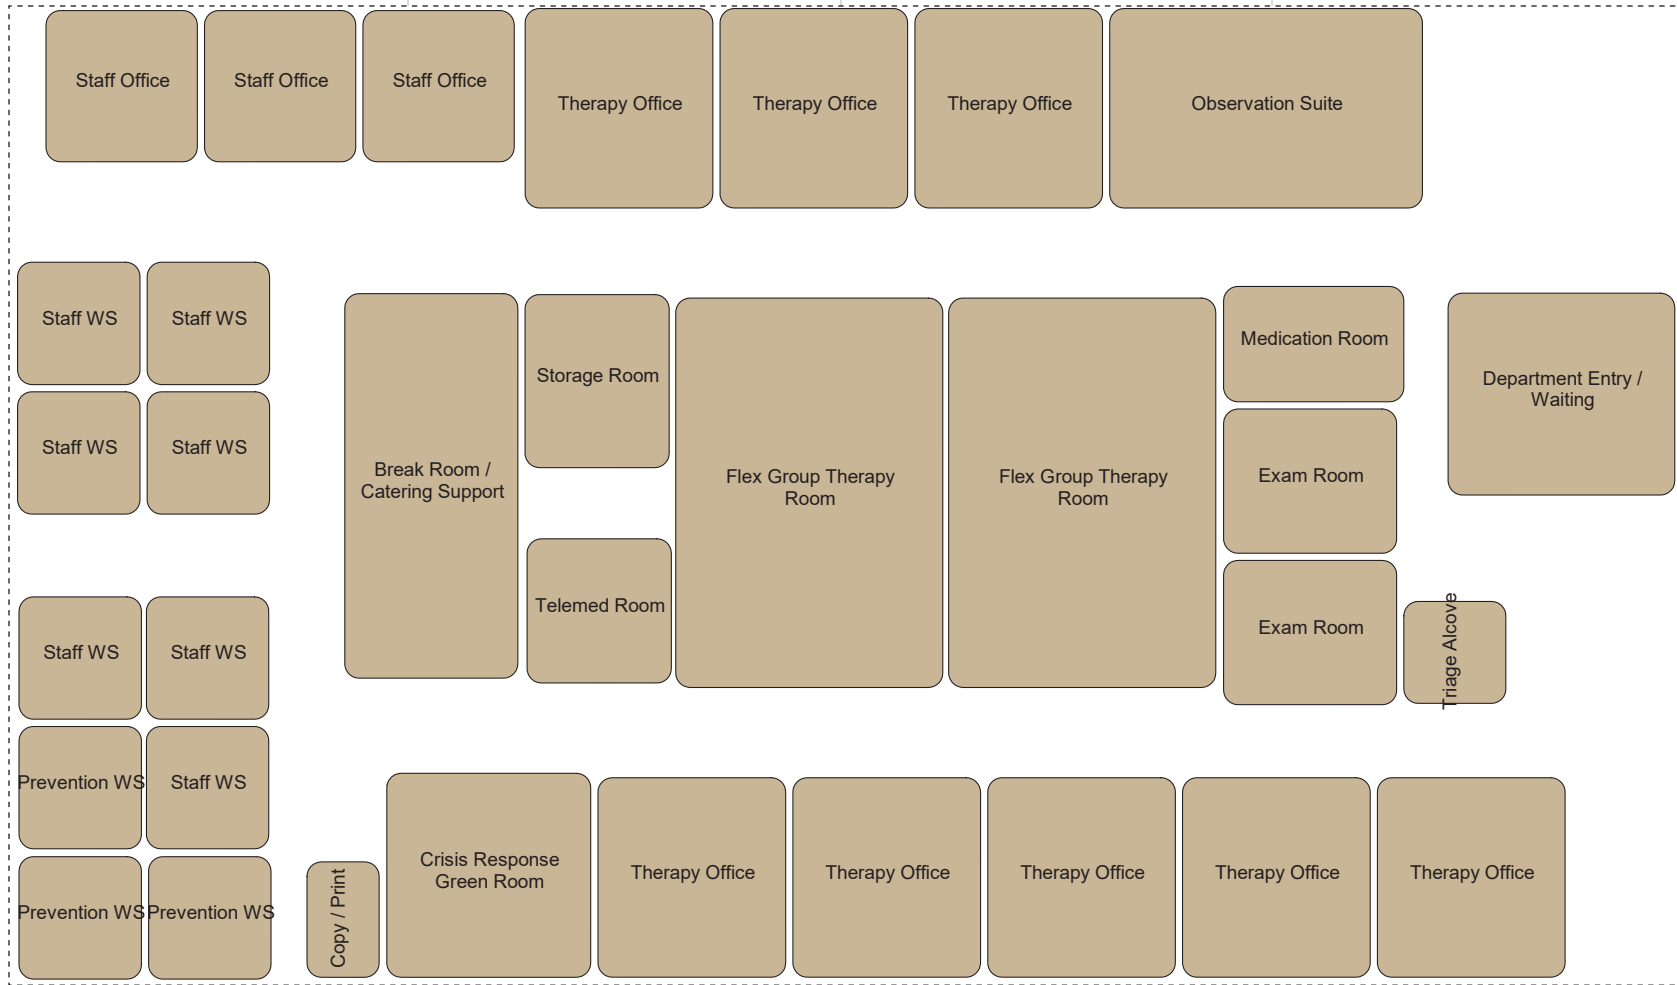 Staff Office
Staff Office
Staff Office
Therapy Office
Therapy Office
Therapy Office
Observation Suite
Staff WS
Staff WS
Staff WS
Staff WS
Break Room /
Catering Support
Storage Room
Telemed Room
Flex Group Therapy
Room
Flex Group Therapy
Room
Medication Room
Exam Room
Exam Room
Department Entry /
Waiting
Triage Alcove
Staff WS
Staff WS
Prevention WS
Staff WS
Prevention WS
Prevention WS
Copy / Print
Crisis Response
Green Room
Therapy Office
Therapy Office
Therapy Office
Therapy Office
Therapy Office